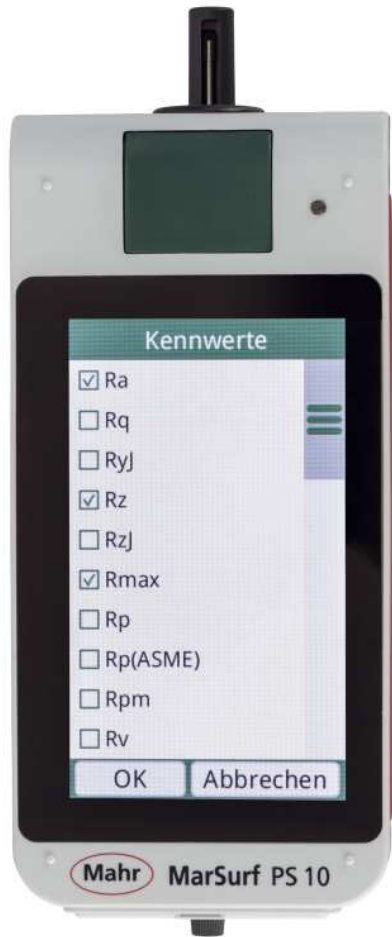 Kennwerte
Ra
Rq
RyJ
Rz
RzJ
Rmax
Rp
Rp(ASME)
Rpm
Rv
OK Abbrechen
Mahr MarSurf PS 10